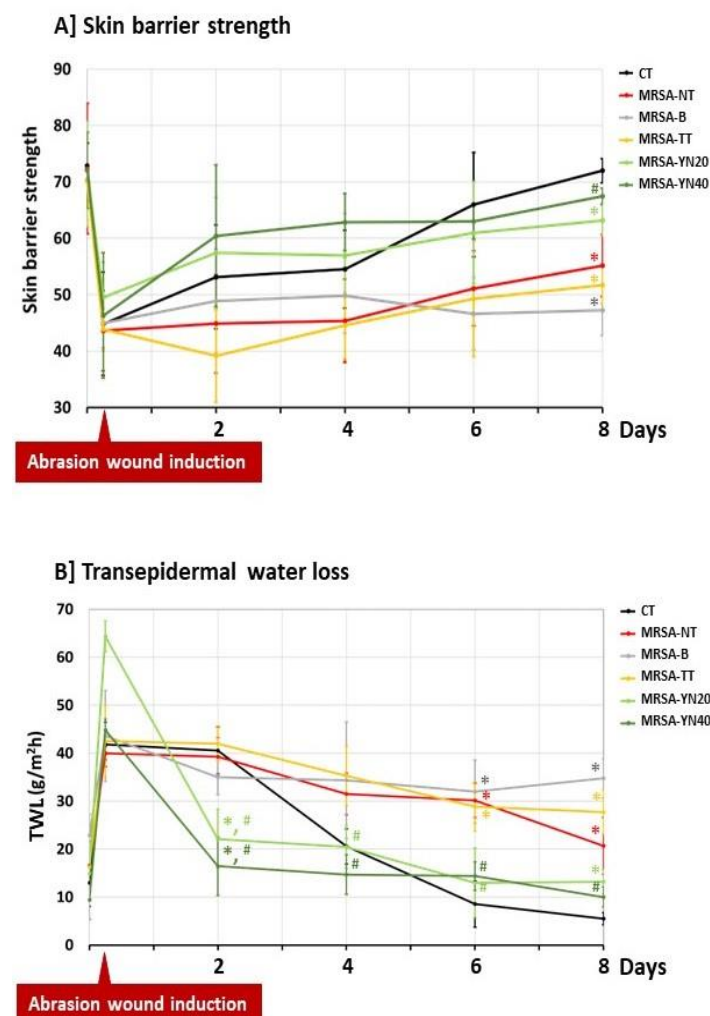 A] Skin barrier strength
90
80
70
60
50
40
30
Skin barrier strength
CT
MRSA-NT
MRSA-B
MRSA-TT
MRSA-YN20
MRSA-YN40
#
*
*
*
*
2 4 6 8 Days
Abrasion wound induction
B] Transepidermal water loss
70
60
50
40
30
20
10
0
TWL (g/m²h)
CT
MRSA-NT
MRSA-B
MRSA-TT
MRSA-YN20
MRSA-YN40
*, #
*, #
#
#
*
*
*
#
#
*
*
*
*
#
2 4 6 8 Days
Abrasion wound induction